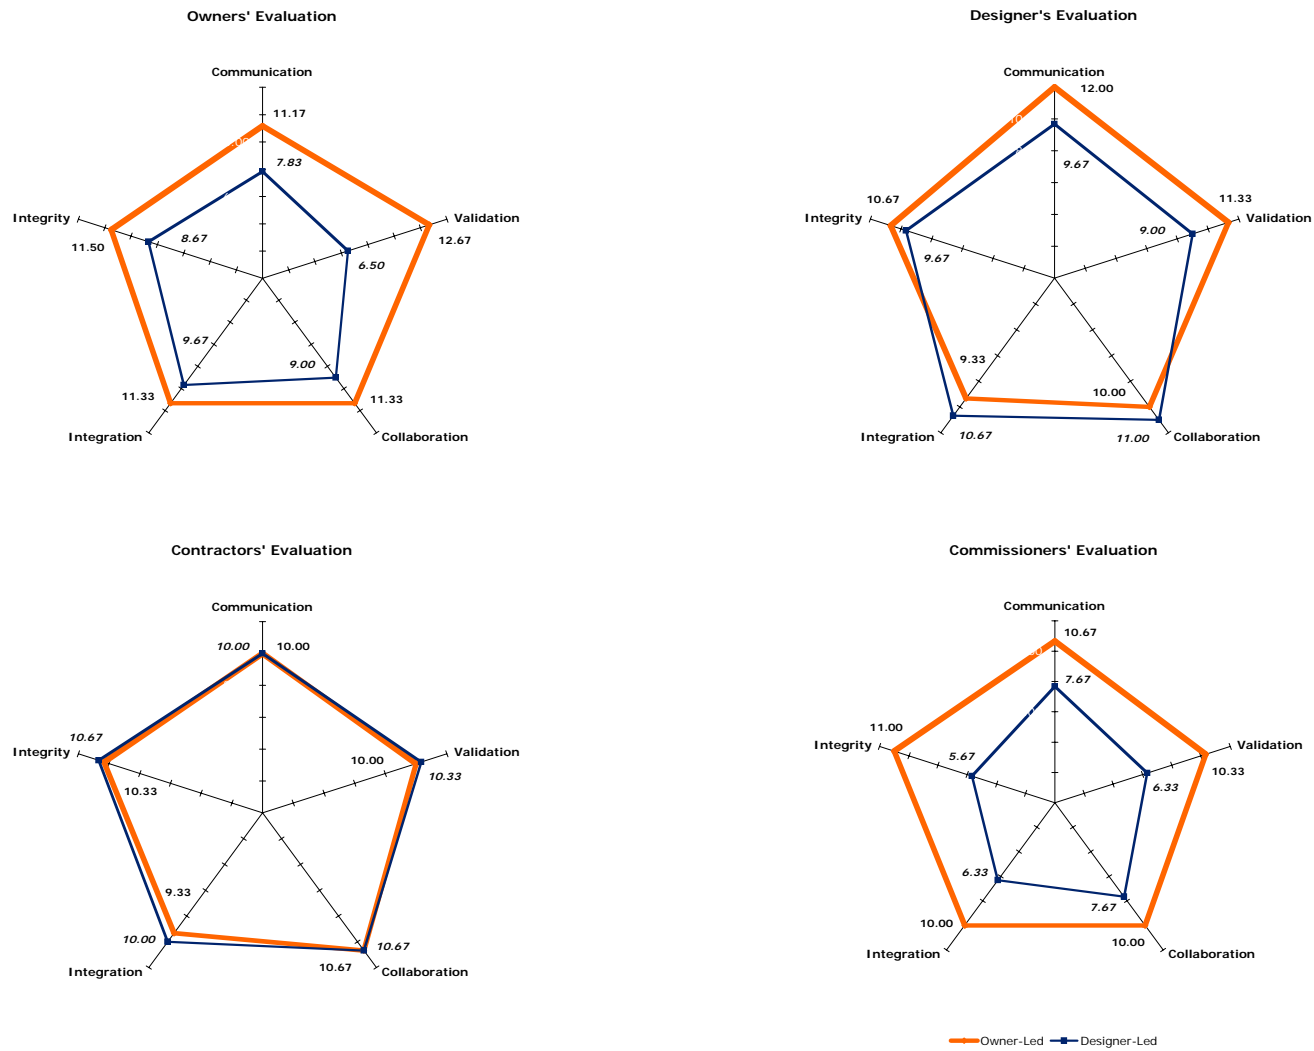 Owners' Evaluation
Communication
11.17
7.83
Integrity
Validation
11.50
8.67
12.67
6.50
9.67
9.00
11.33
11.33
Integration
Collaboration
Designer's Evaluation
Communication
12.00
10
9.67
10.67
11.33
Integrity
Validation
9.00
9.67
9.33
10.00
10.67
11.00
Integration
Collaboration
Contractors' Evaluation
Communication
10.00
10.00
10.67
Integrity
Validation
10.00
10.33
10.33
9.33
10.00
10.67
10.67
Integration
Collaboration
Commissioners' Evaluation
Communication
10.67
7.67
11.00
Integrity
Validation
5.67
10.33
6.33
6.33
7.67
10.00
10.00
Integration
Collaboration
Owner-Led
Designer-Led